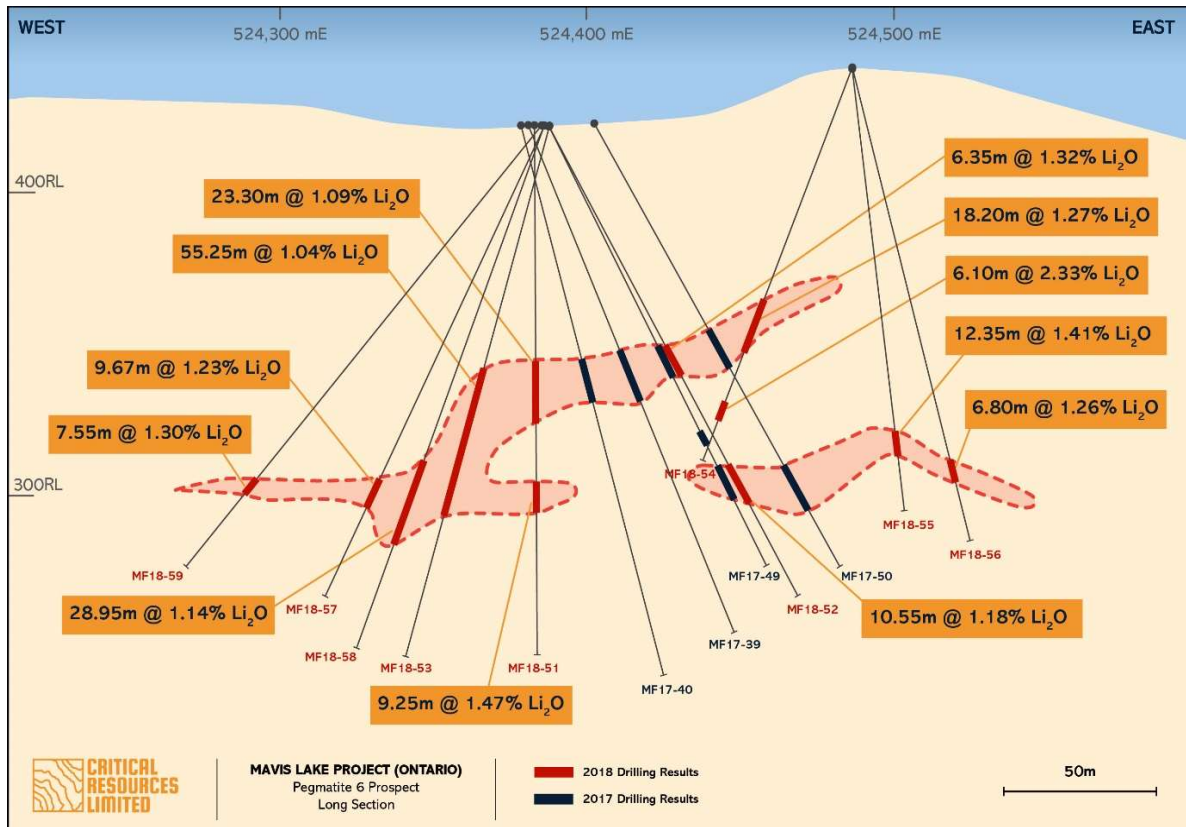 WEST
524,300 mE
524,400 mE
524,500 mE
EAST
6.35m @ 1.32% Li₂O
400RL
23.30m @ 1.09% Li₂O
18.20m @ 1.27% Li₂O
55.25m @ 1.04% Li₂O
6.10m @ 2.33% Li₂O
12.35m @ 1.41% Li₂O
9.67m @ 1.23% Li₂O
6.80m @ 1.26% Li₂O
7.55m @ 1.30% Li₂O
MF18-54
300RL
MF18-55
MF18-56
MF18-59
MF17-49
MF17-50
28.95m @ 1.14% Li₂O
MF18-57
MF18-52
10.55m @ 1.18% Li₂O
MF17-39
MF18-58
MF18-53
MF18-51
MF17-40
9.25m @ 1.47% Li₂O
CRITICAL
RESOURCES
LIMITED
MAVIS LAKE PROJECT (ONTARIO)
Pegmatite 6 Prospect
Long Section
2018 Drilling Results
2017 Drilling Results
50m